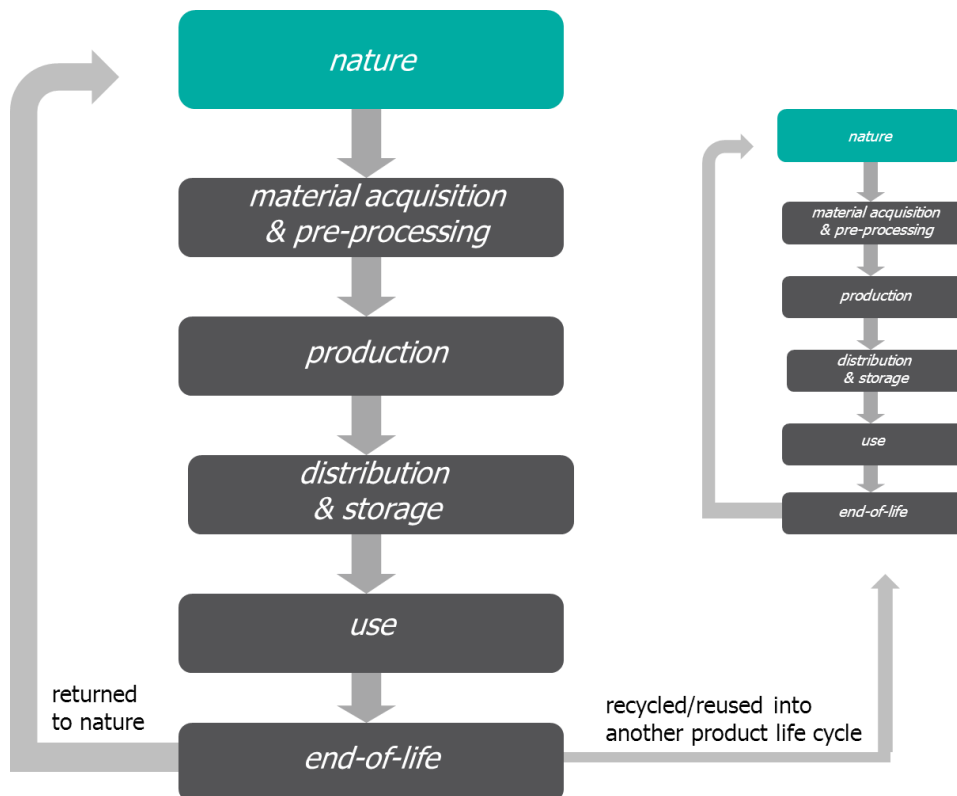 nature
material acquisition
& pre-processing
production
distribution
& storage
use
end-of-life
returned
to nature
recycled/reused into
another product life cycle
nature
material acquisition
& pre-processing
production
distribution
& storage
use
end-of-life